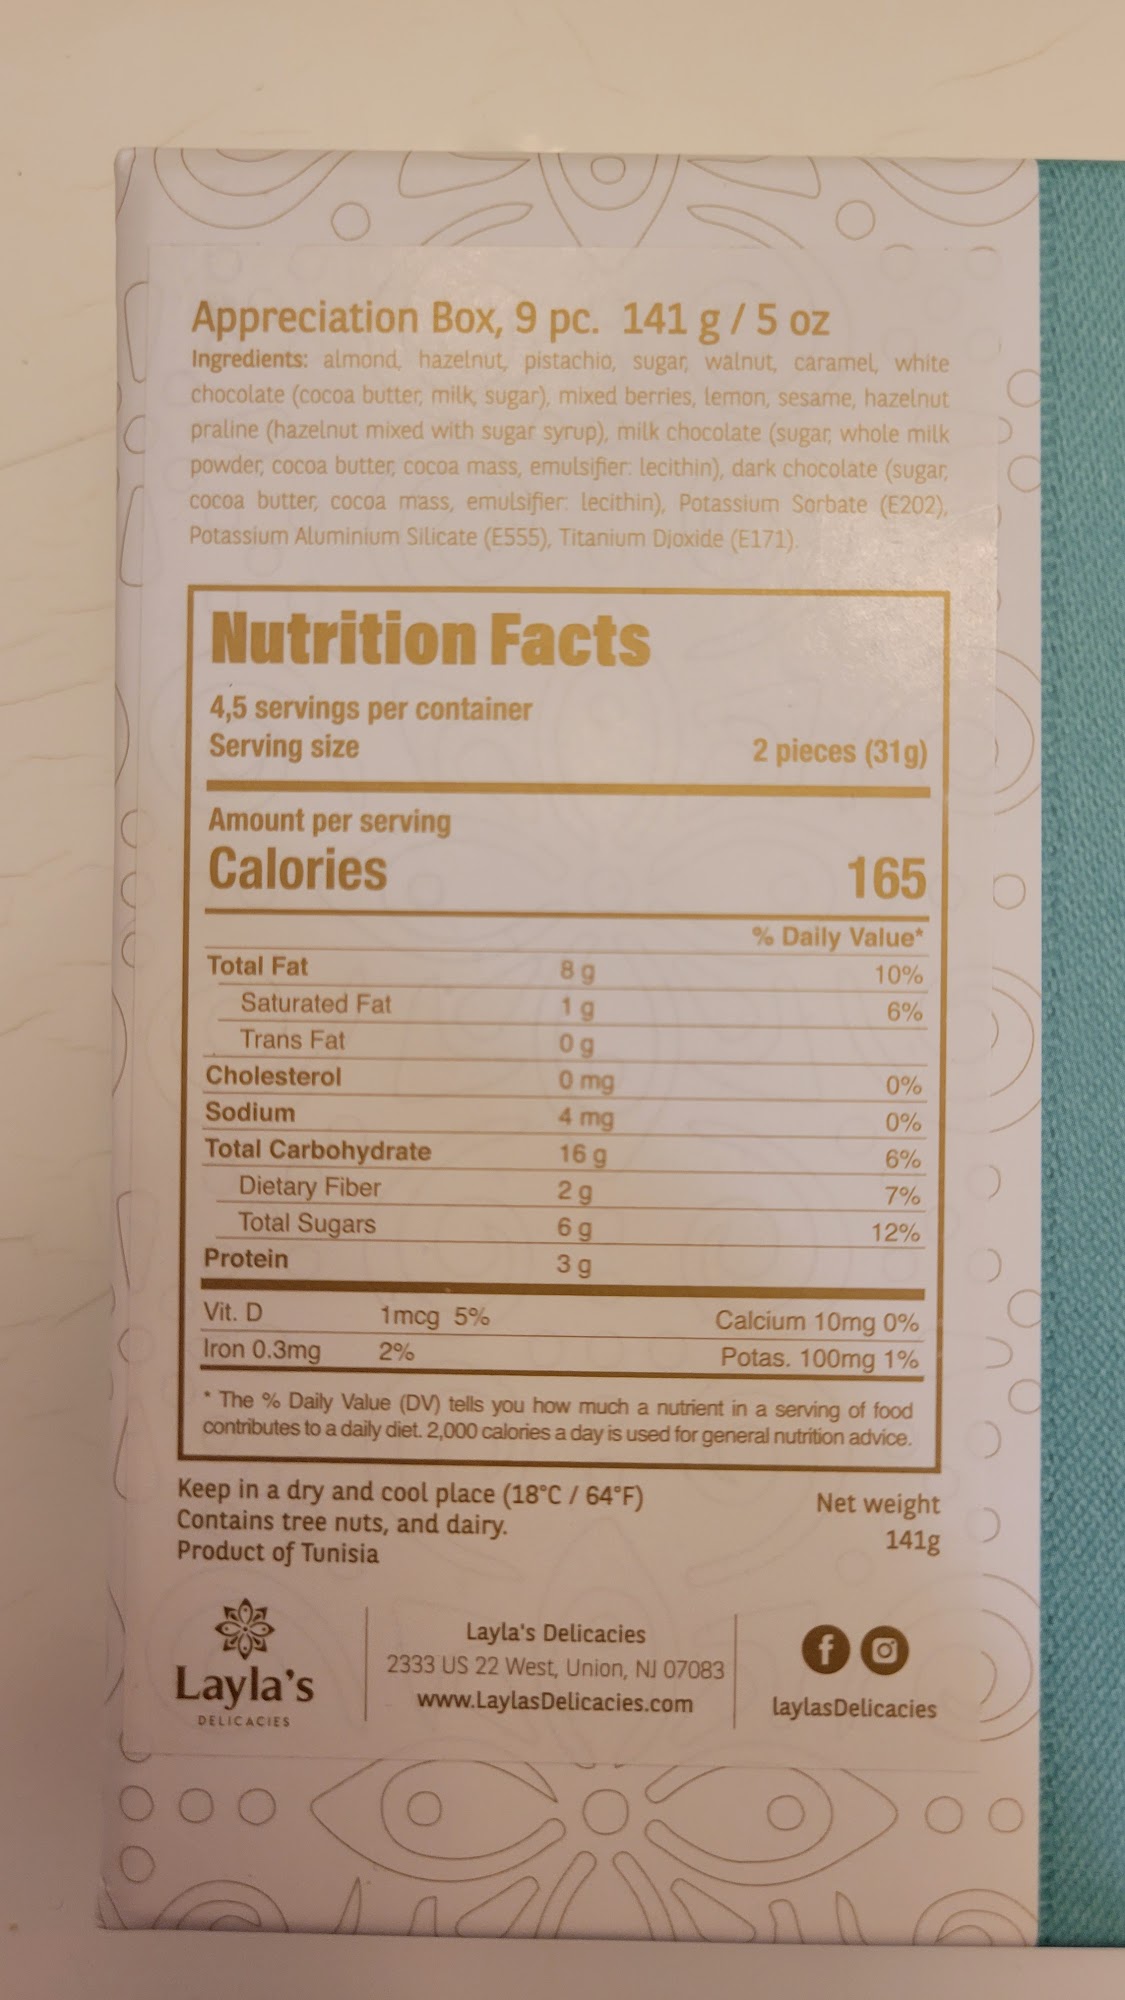 Appreciation Box, 9 pc. 141 g / 5 oz
Ingredients: almond, hazelnut, pistachio, sugar, walnut, caramel, white
chocolate (cocoa butter, milk, sugar), mixed berries, lemon, sesame, hazelnut
praline (hazelnut mixed with sugar syrup), milk chocolate (sugar, whole milk
powder, cocoa butter, cocoa mass, emulsifier: lecithin), dark chocolate (sugar,
cocoa butter, cocoa mass, emulsifier: lecithin), Potassium Sorbate (E202),
Potassium Aluminium Silicate (E555), Titanium Dioxide (E171).
Nutrition Facts
4,5 servings per container
Serving size 2 pieces (31g)
Amount per serving
Calories 165
% Daily Value*
Total Fat 8 g 10%
Saturated Fat 1 g 6%
Trans Fat 0 g
Cholesterol 0 mg 0%
Sodium 4 mg 0%
Total Carbohydrate 16 g 6%
Dietary Fiber 2 g 7%
Total Sugars 6 g 12%
Protein 3 g
Vit. D 1mcg 5% Calcium 10mg 0%
Iron 0.3mg 2% Potas. 100mg 1%
* The % Daily Value (DV) tells you how much a nutrient in a serving of food
contributes to a daily diet. 2,000 calories a day is used for general nutrition advice.
Keep in a dry and cool place (18°C / 64°F)
Contains tree nuts, and dairy.
Product of Tunisia
Net weight
141g
Layla's
DELICACIES
Layla's Delicacies
2333 US 22 West, Union, NJ 07083
www.LaylasDelicacies.com
f
laylasDelicacies